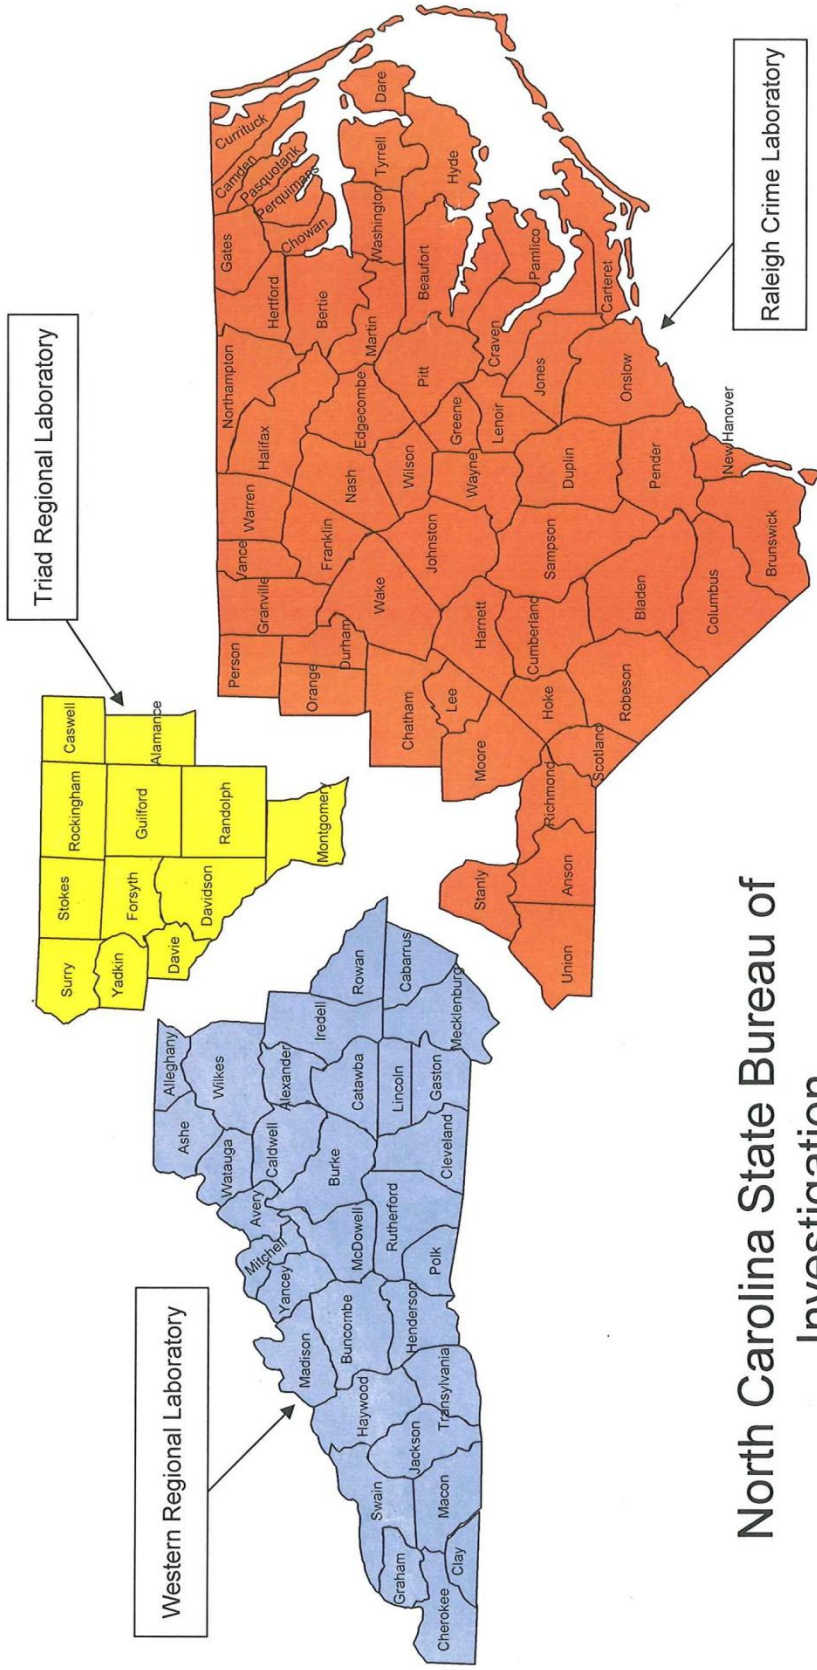 Western Regional Laboratory
Triad Regional Laboratory
Raleigh Crime Laboratory
Cherokee
Graham
Clay
Swain
Macon
Jackson
Haywood
Transylvania
Madison
Buncombe
Henderson
Yancey
Mitchell
Avery
McDowell
Rutherford
Polk
Watauga
Ashe
Alleghany
Wilkes
Caldwell
Burke
Alexander
Catawba
Lincoln
Cleveland
Gaston
Iredell
Rowan
Cabarrus
Mecklenburg
Surry
Stokes
Rockingham
Caswell
Yadkin
Forsyth
Guilford
Alamance
Davie
Davidson
Randolph
Montgomery
Person
Granville
Vance
Warren
Northampton
Gates
Currituck
Camden
Pasquotank
Perquimans
Chowan
Hertford
Halifax
Bertie
Orange
Durham
Franklin
Nash
Edgecombe
Martin
Washington
Tyrrell
Dare
Chatham
Wake
Wilson
Pitt
Beaufort
Hyde
Lee
Johnston
Greene
Wayne
Lenoir
Craven
Pamlico
Moore
Harnett
Jones
Carteret
Stanly
Union
Anson
Richmond
Scotland
Hoke
Cumberland
Sampson
Duplin
Onslow
Robeson
Bladen
Pender
New Hanover
Columbus
Brunswick
North Carolina State Bureau of
Investigation